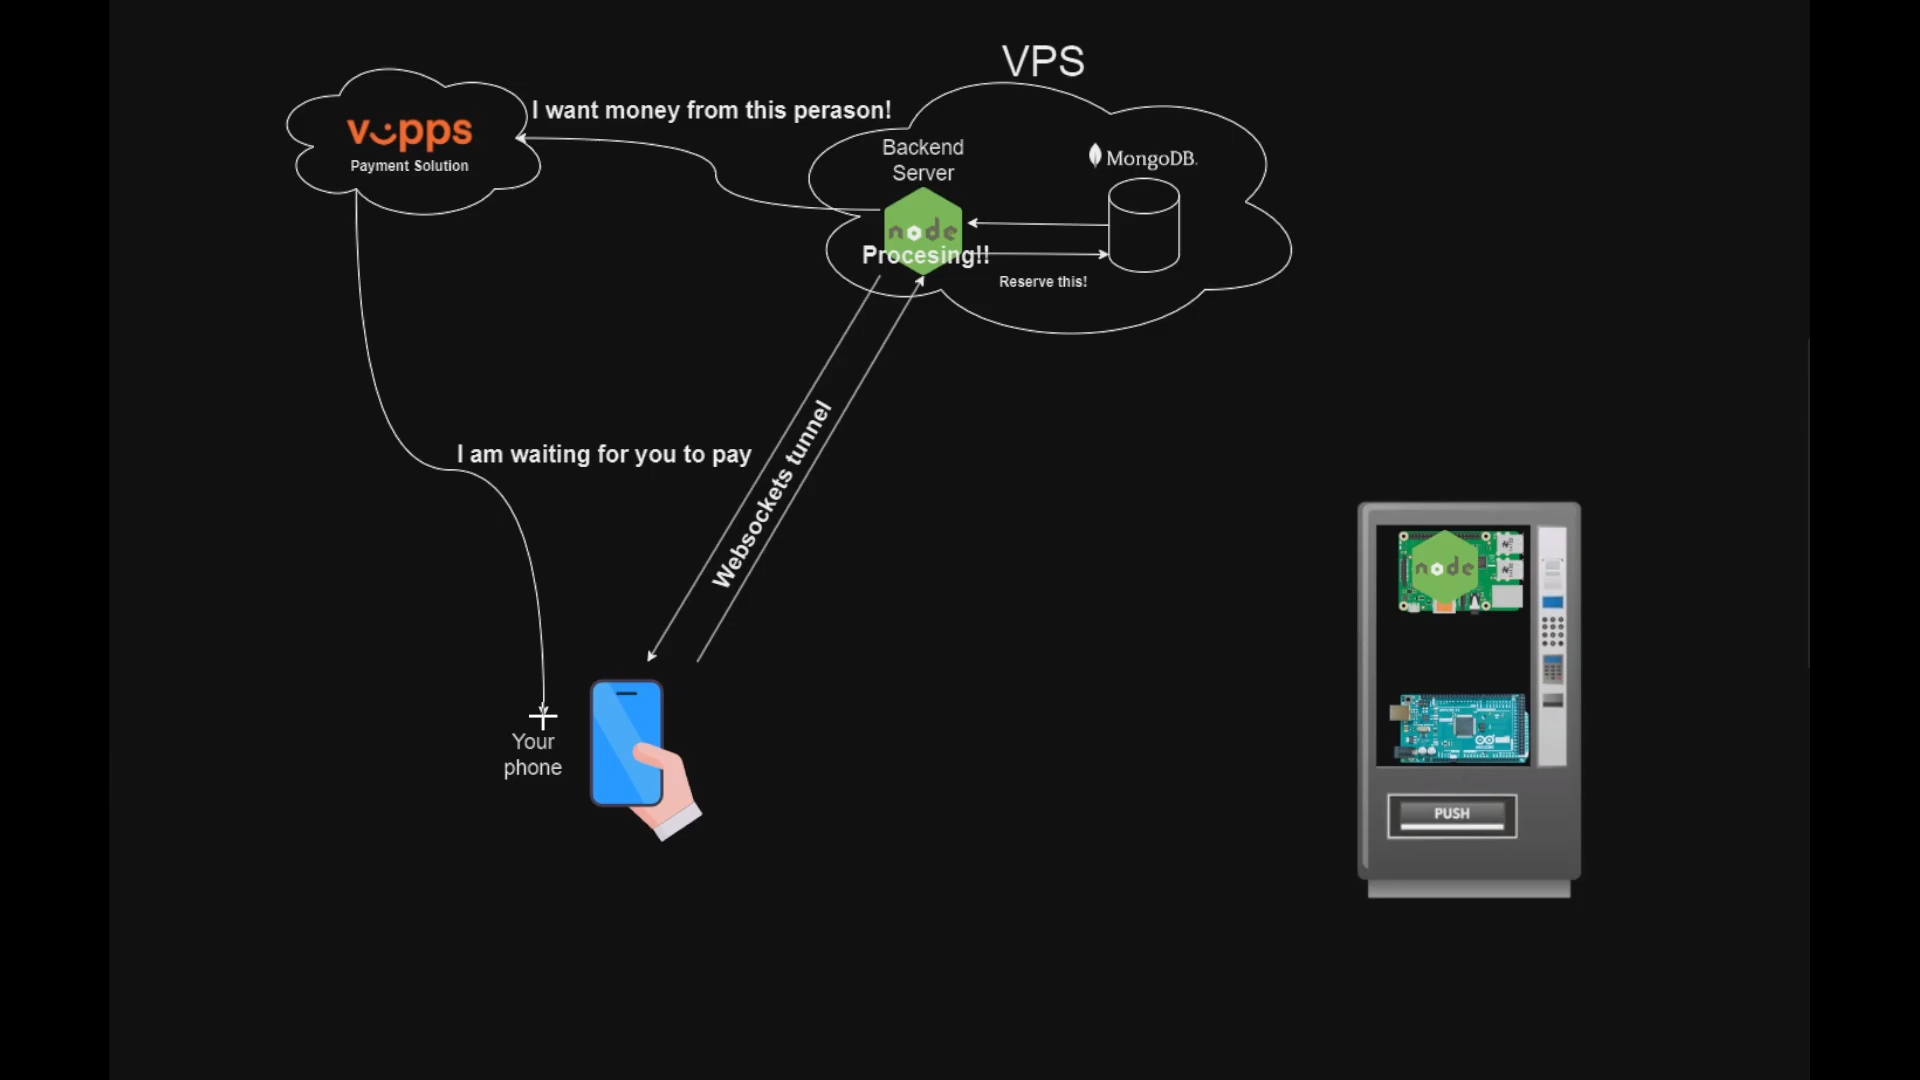 VPS
I want money from this perason!
vipps
Payment Solution
Backend
Server
MongoDB.
node
Procesing!!
Reserve this!
Websockets tunnel
I am waiting for you to pay
Your
phone
node
PUSH